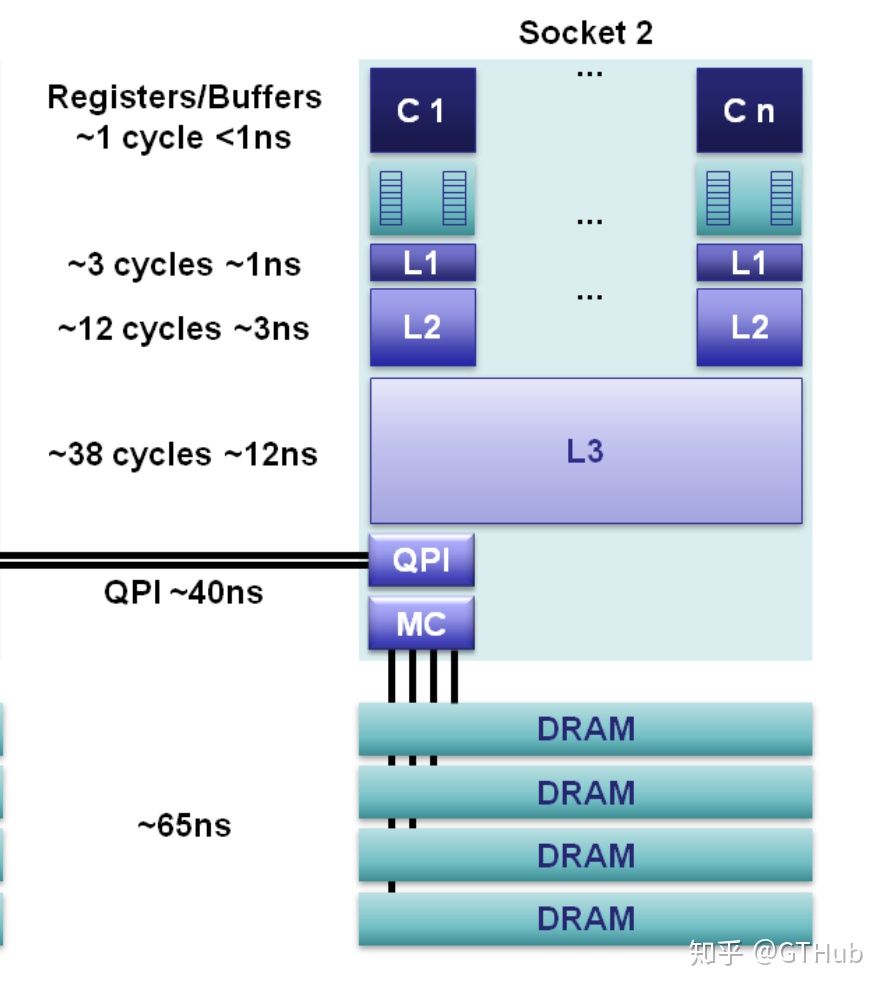 Socket 2
Registers/Buffers
~1 cycle <1ns
C 1
...
C n
...
~3 cycles ~1ns
L1
L1
...
~12 cycles ~3ns
L2
L2
~38 cycles ~12ns
L3
QPI
QPI ~40ns
MC
DRAM
DRAM
~65ns
DRAM
DRAM
知乎 @GTHub